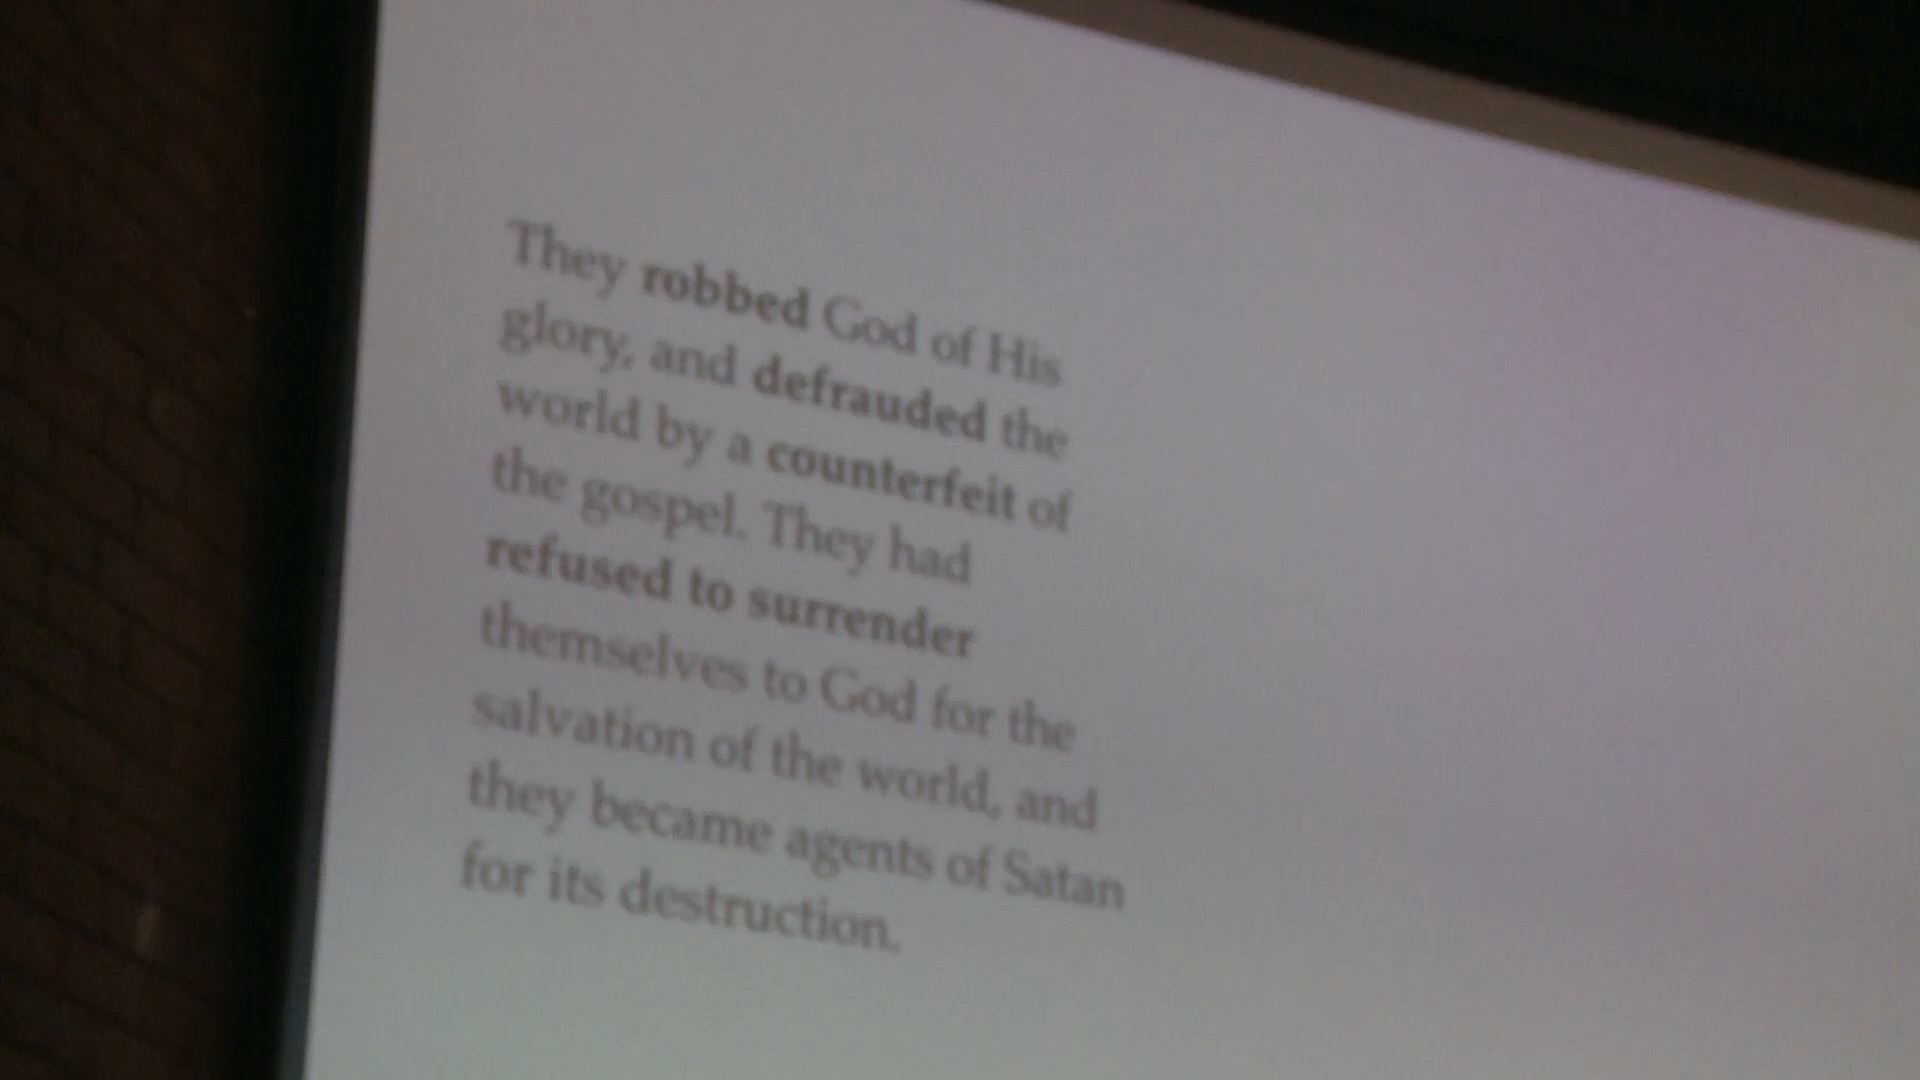 They robbed God of His
glory, and defrauded the
world by a counterfeit of
the gospel. They had
refused to surrender
themselves to God for the
salvation of the world, and
they became agents of Satan
for its destruction.